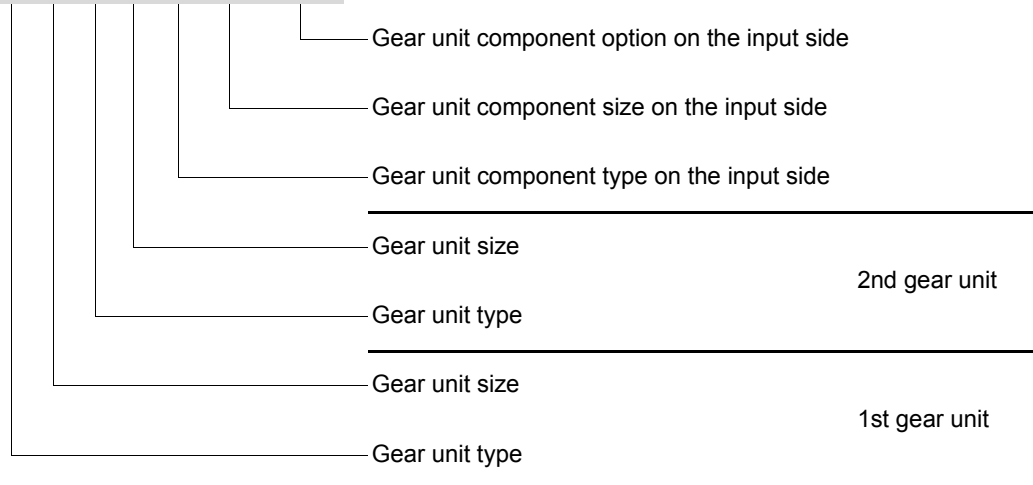 Gear unit component option on the input side
Gear unit component size on the input side
Gear unit component type on the input side
Gear unit size
2nd gear unit
Gear unit type
Gear unit size
1st gear unit
Gear unit type